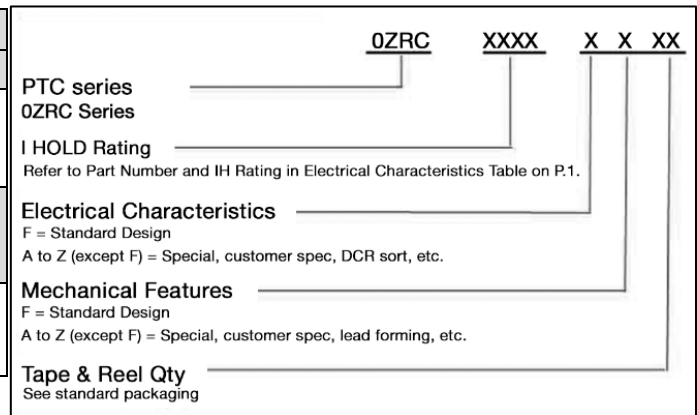 0ZRC XXXX X X XX
PTC series
0ZRC Series
I HOLD Rating
Refer to Part Number and IH Rating in Electrical Characteristics Table on P.1.
Electrical Characteristics
F = Standard Design
A to Z (except F) = Special, customer spec, DCR sort, etc.
Mechanical Features
F = Standard Design
A to Z (except F) = Special, customer spec, lead forming, etc.
Tape & Reel Qty
See standard packaging